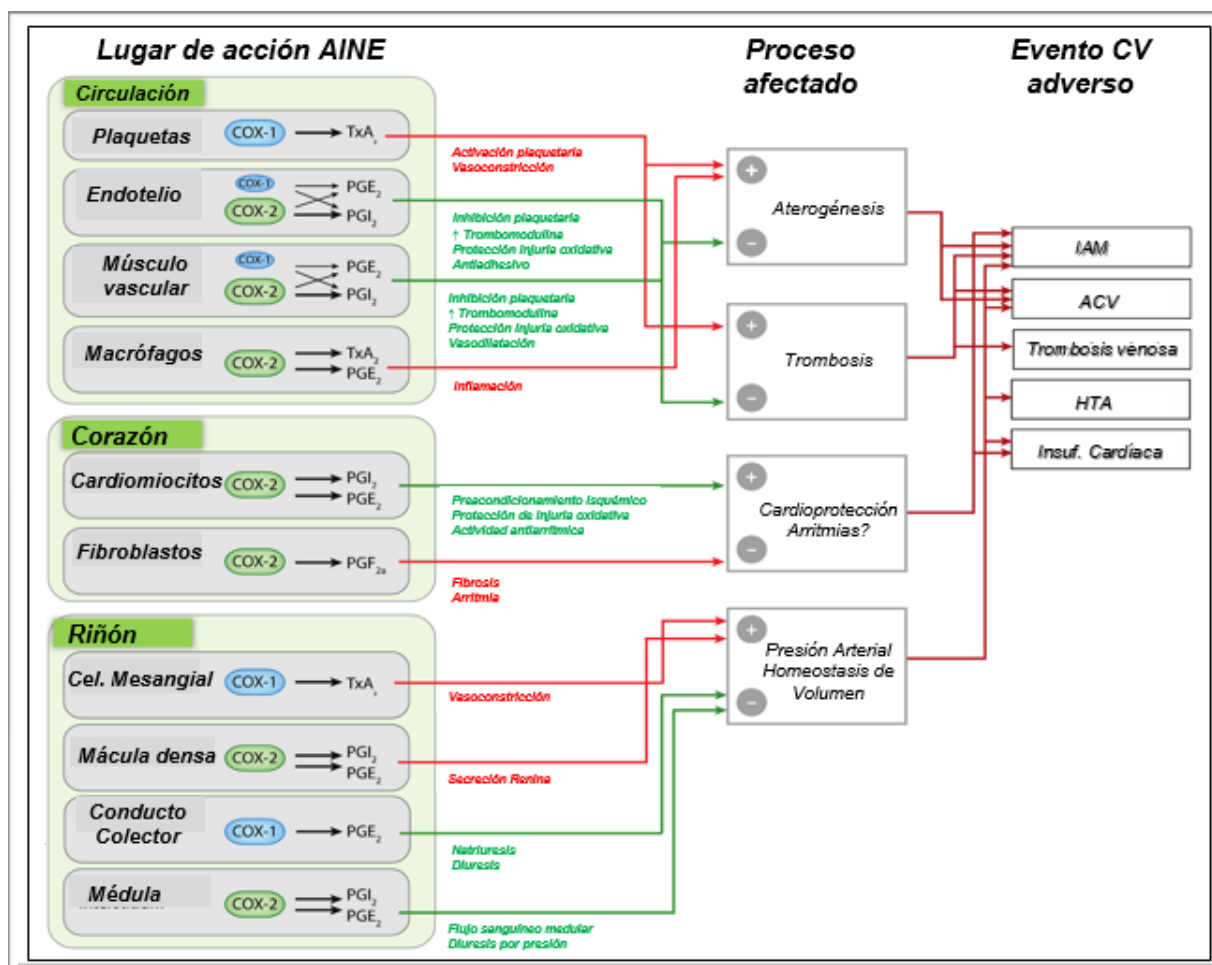 Lugar de acción AINE
Proceso
afectado
Evento CV
adverso
Circulación
Plaquetas
COX-1
TxA
Activación plaquetaria
Vasoconstricción
Endotelio
COX-1
COX-2
PGE2
PGI2
Inhibición plaquetaria
↑ Trombomodulina
Protección injuria oxidativa
Antiadhesivo
Músculo
vascular
COX-1
COX-2
PGE2
PGI2
Inhibición plaquetaria
↑ Trombomodulina
Protección injuria oxidativa
Vasodilatación
Macrófagos
COX-2
TxA2
PGE2
Inflamación
+
Aterogénesis
−
+
Trombosis
−
IAM
ACV
Trombosis venosa
HTA
Insuf. Cardíaca
Corazón
Cardiomiocitos
COX-2
PGI2
PGE2
Preacondicionamiento isquémico
Protección de injuria oxidativa
Actividad antiarrítmica
Fibroblastos
COX-2
PGF2a
Fibrosis
Arritmia
+
Cardioprotección
Arritmias?
−
Riñón
Cel. Mesangial
COX-1
TxA
Vasoconstricción
Mácula densa
COX-2
PGI2
PGE2
Secreción Renina
Conducto
Colector
COX-1
PGE2
Natriuresis
Diuresis
Médula
COX-2
PGI2
PGE2
Flujo sanguíneo medular
Diuresis por presión
+
Presión Arterial
Homeostasis de
Volumen
−